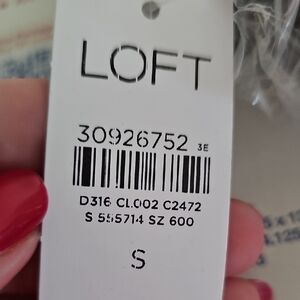 LOFT
30926752 3E
D316 CL002 C2472
S 555714 SZ 600
S